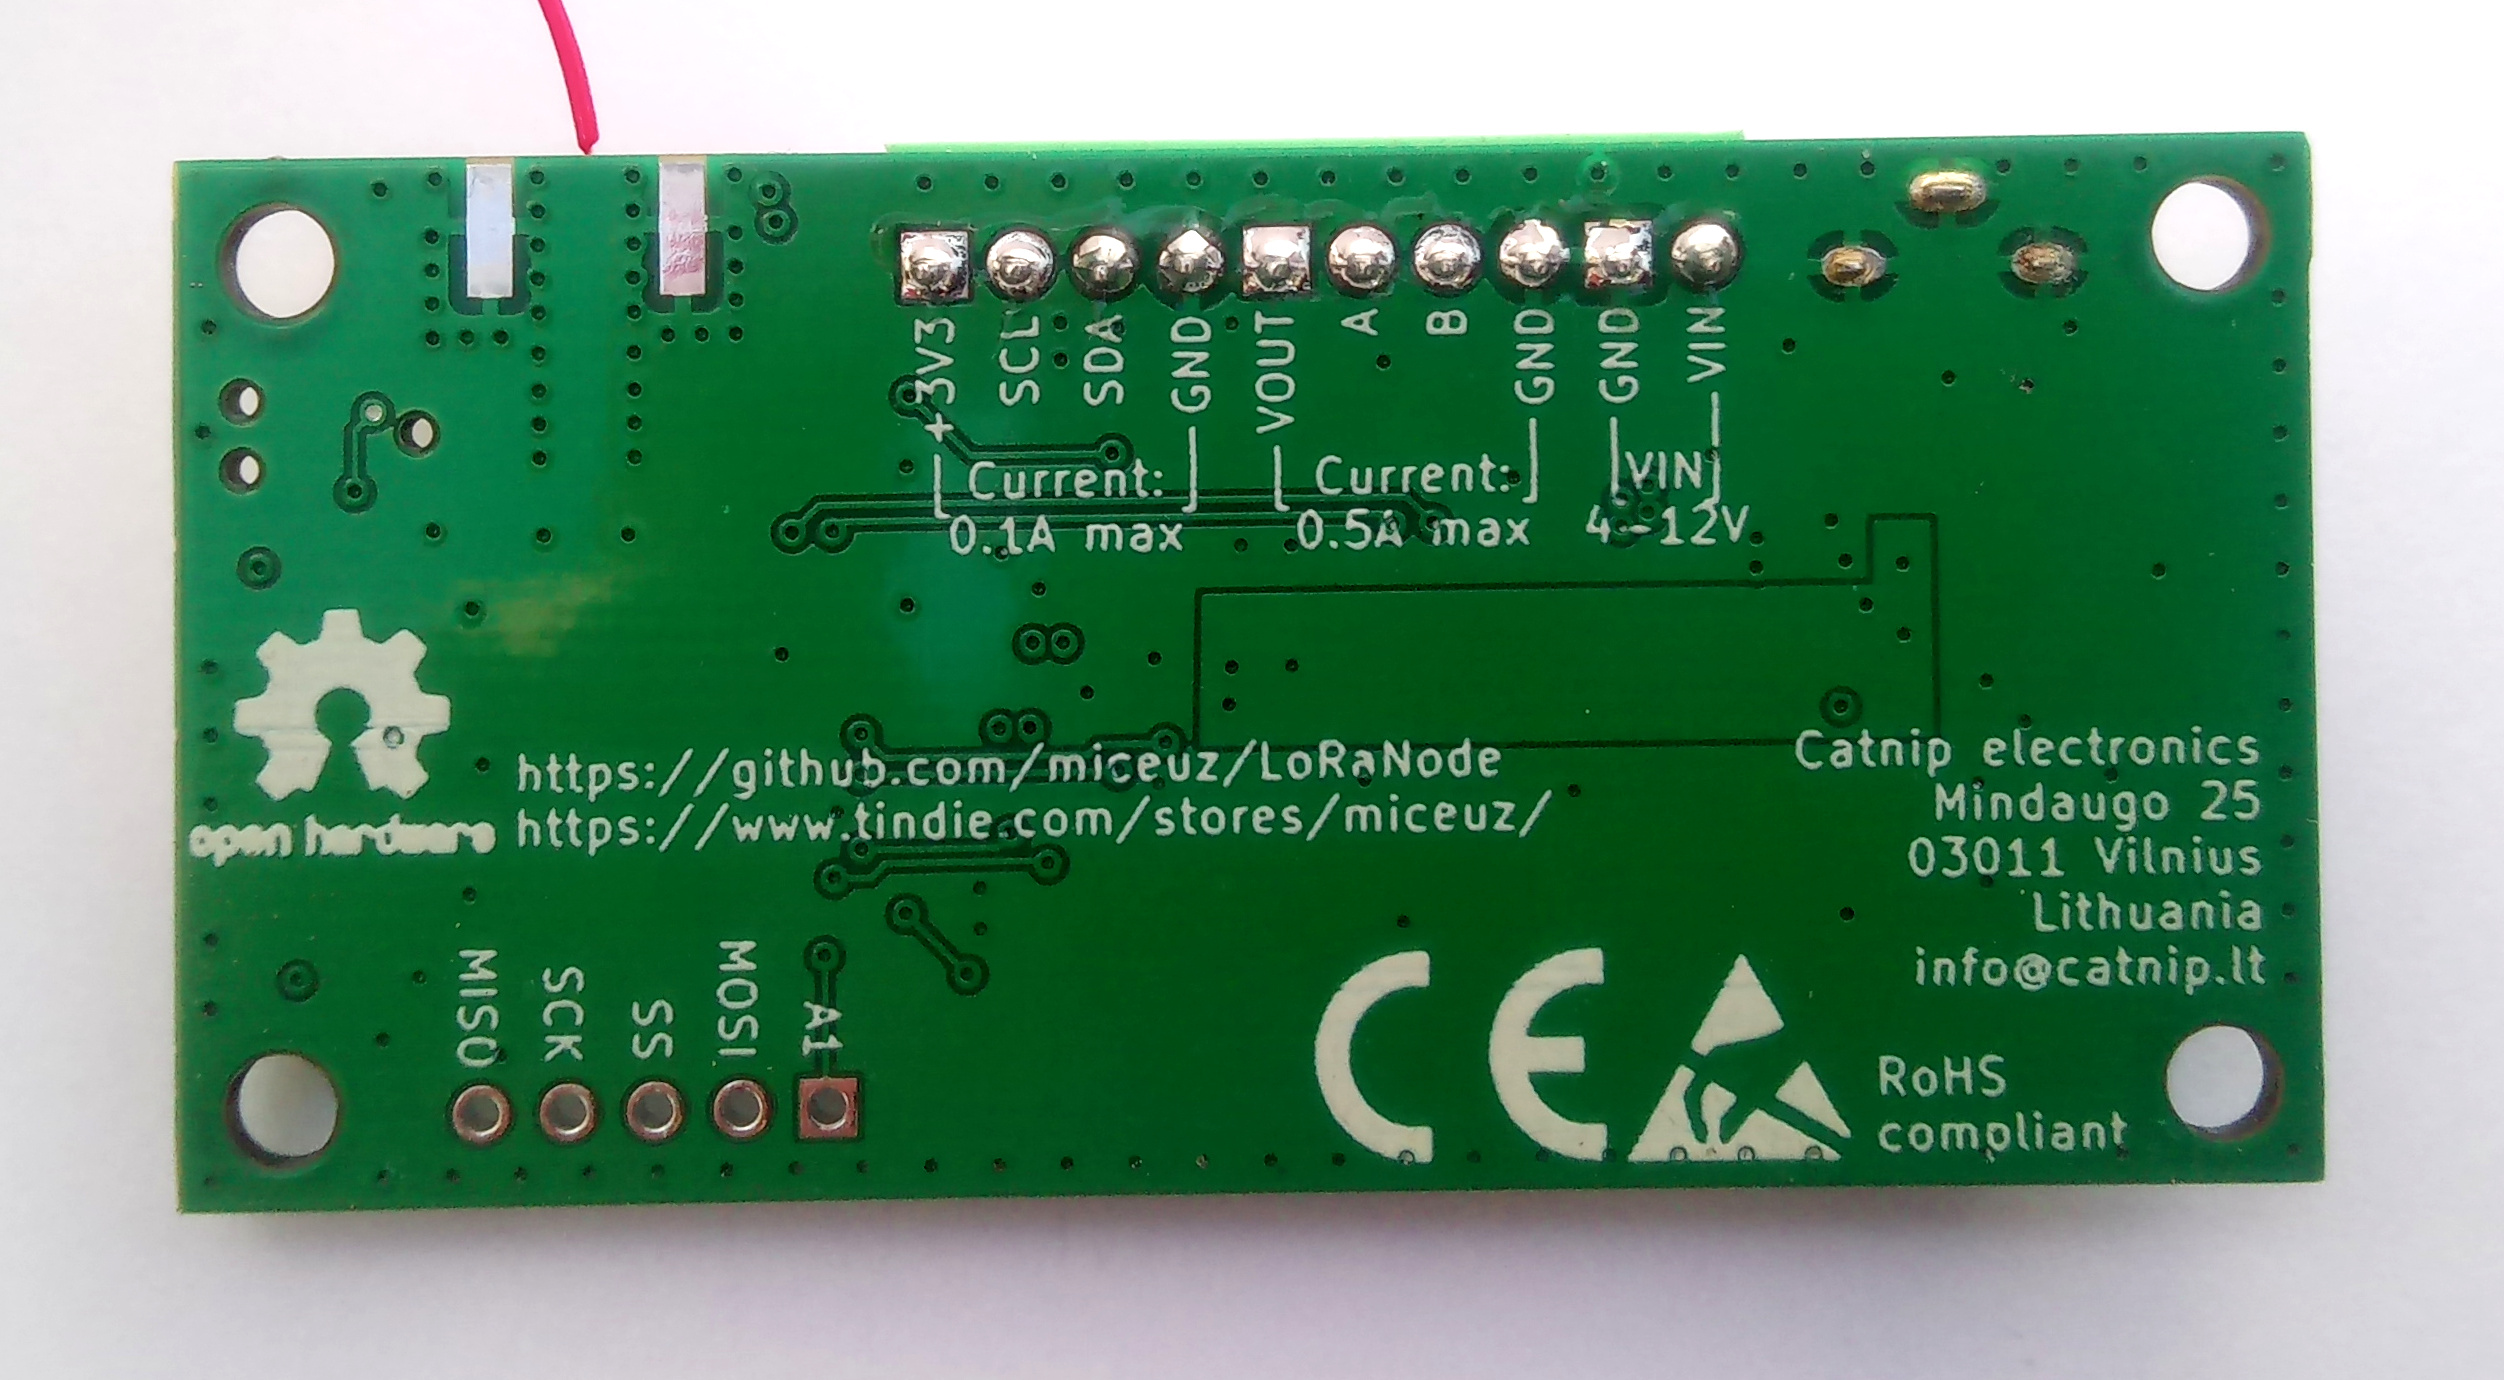 +3V3 SCL SDA GND VOUT A B GND GND VIN
Current: Current: VIN
0.1A max 0.5A max 4-12V
https://github.com/miceuz/LoRaNode
https://www.tindie.com/stores/miceuz/
open hardware
Catnip electronics
Mindaugo 25
03011 Vilnius
Lithuania
info@catnip.lt
MISO SCK SS MOSI A1
CE
RoHS
compliant